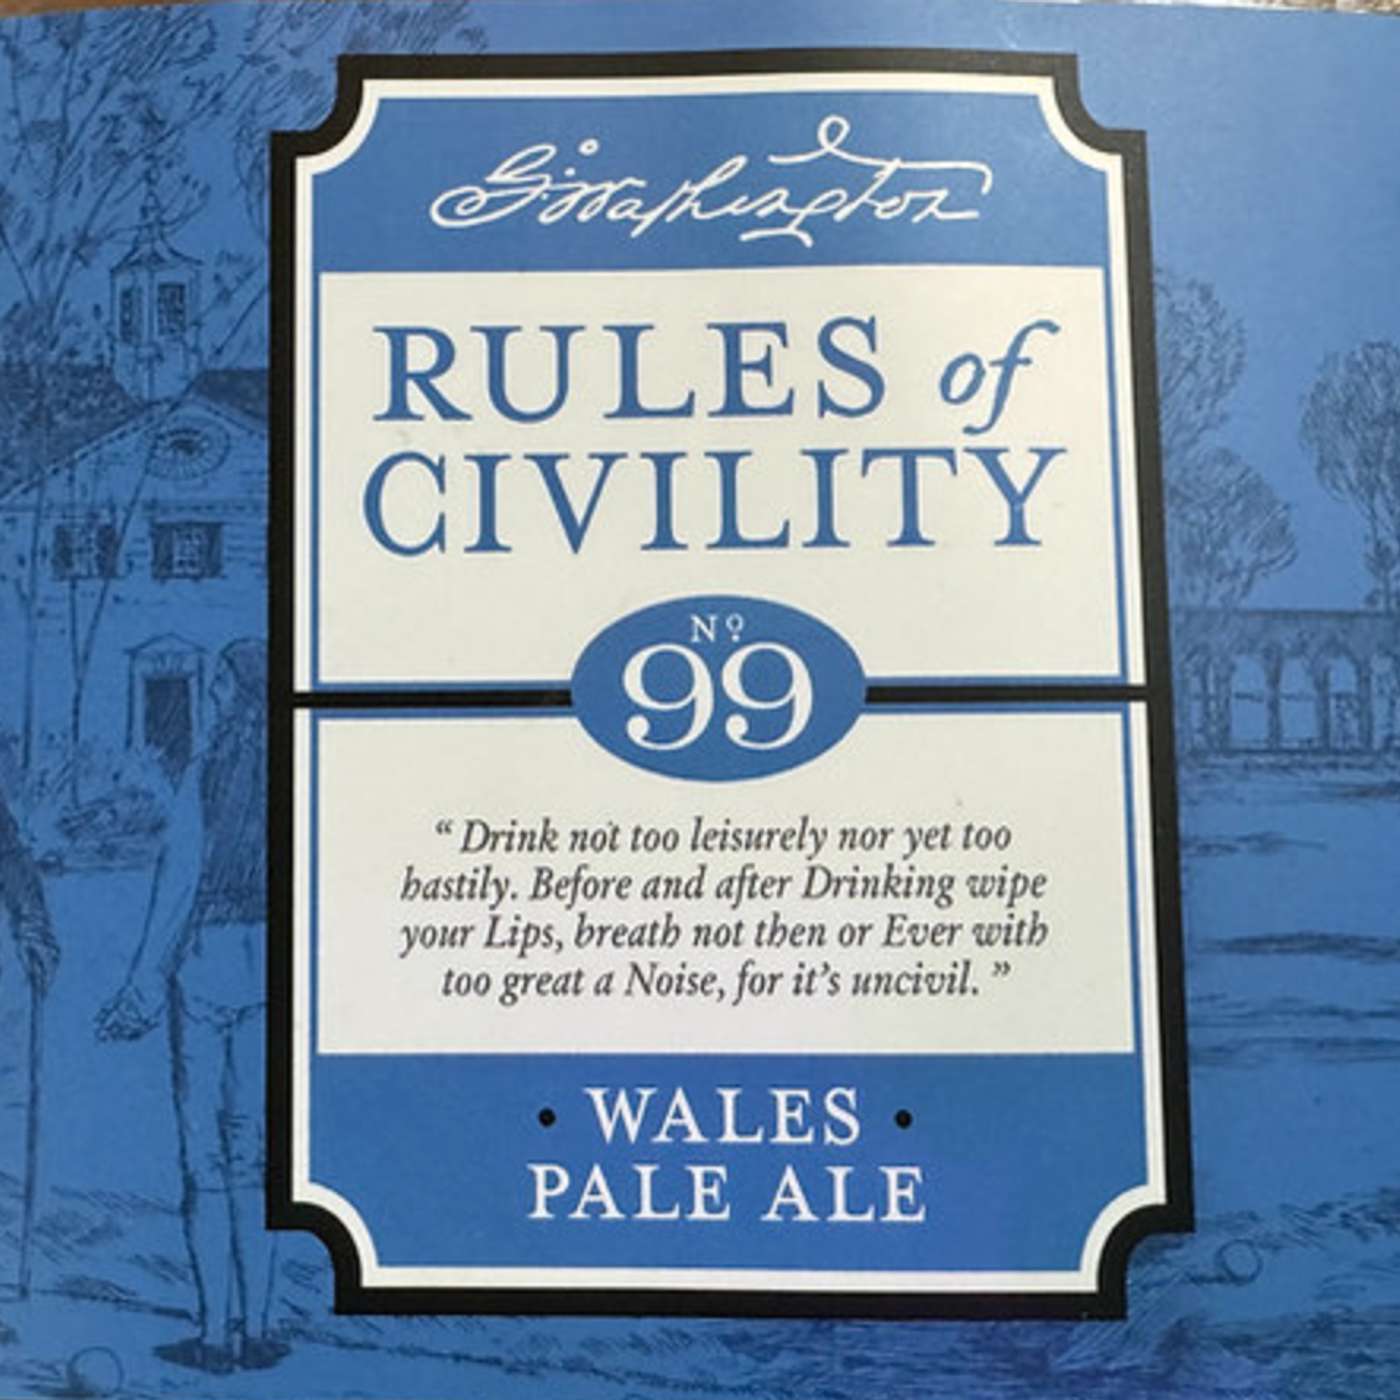 G:Washington
RULES of
CIVILITY
No
99
“ Drink not too leisurely nor yet too
hastily. Before and after Drinking wipe
your Lips, breath not then or Ever with
too great a Noise, for it’s uncivil. ”
• WALES •
PALE ALE